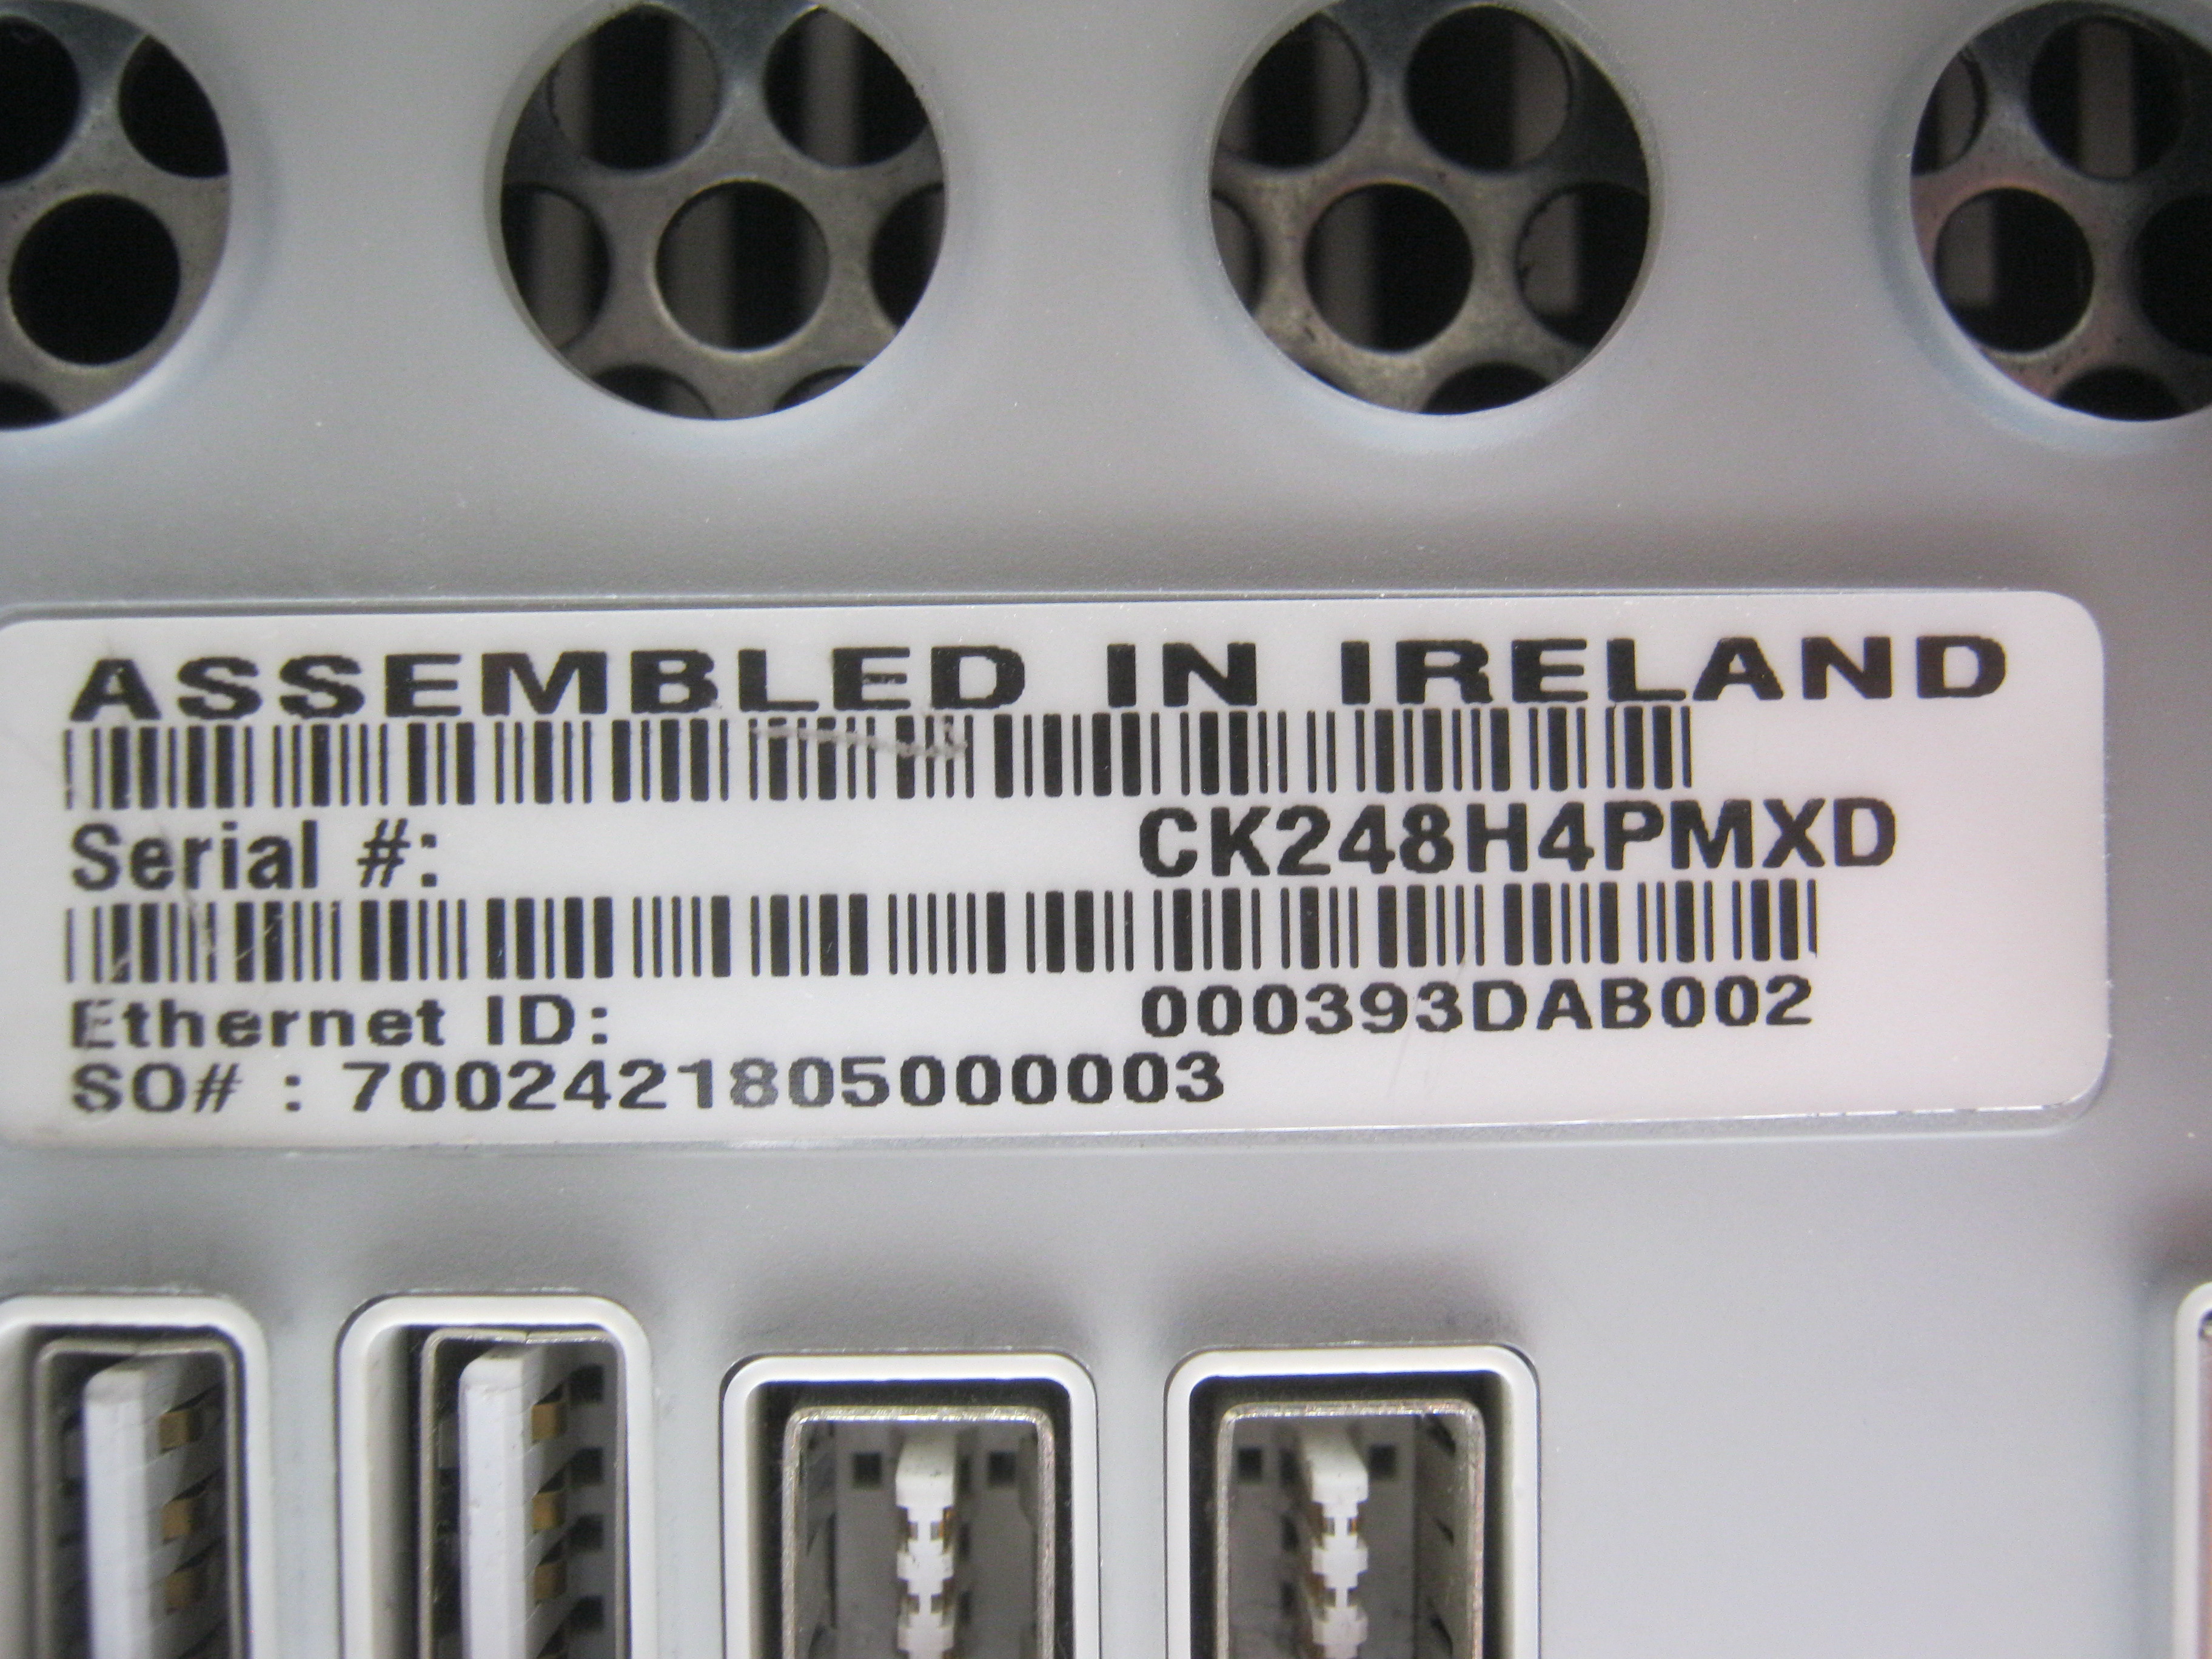 ASSEMBLED IN IRELAND
Serial #: CK248H4PMXD
Ethernet ID: 000393DAB002
SO# : 7002421805000003